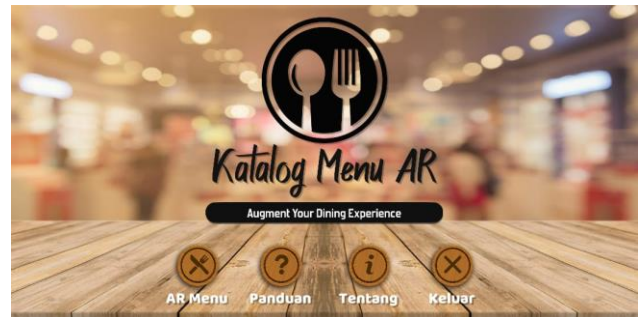 Katalog Menu AR
Augment Your Dining Experience
AR Menu Panduan Tentang Keluar